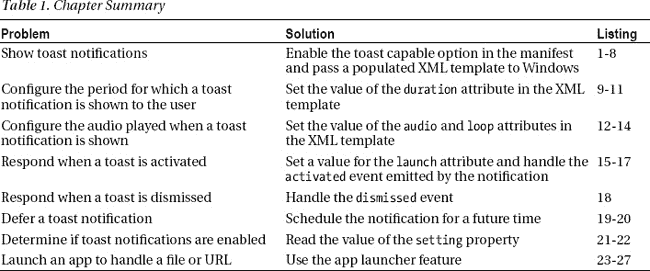 Table 1. Chapter Summary
Problem Solution Listing
Show toast notifications Enable the toast capable option in the manifest 1-8
and pass a populated XML template to Windows
Configure the period for which a toast Set the value of the duration attribute in the XML 9-11
notification is shown to the user template
Configure the audio played when a toast Set the value of the audio and loop attributes in 12-14
notification is shown the XML template
Respond when a toast is activated Set a value for the launch attribute and handle the 15-17
activated event emitted by the notification
Respond when a toast is dismissed Handle the dismissed event 18
Defer a toast notification Schedule the notification for a future time 19-20
Determine if toast notifications are enabled Read the value of the setting property 21-22
Launch an app to handle a file or URL Use the app launcher feature 23-27